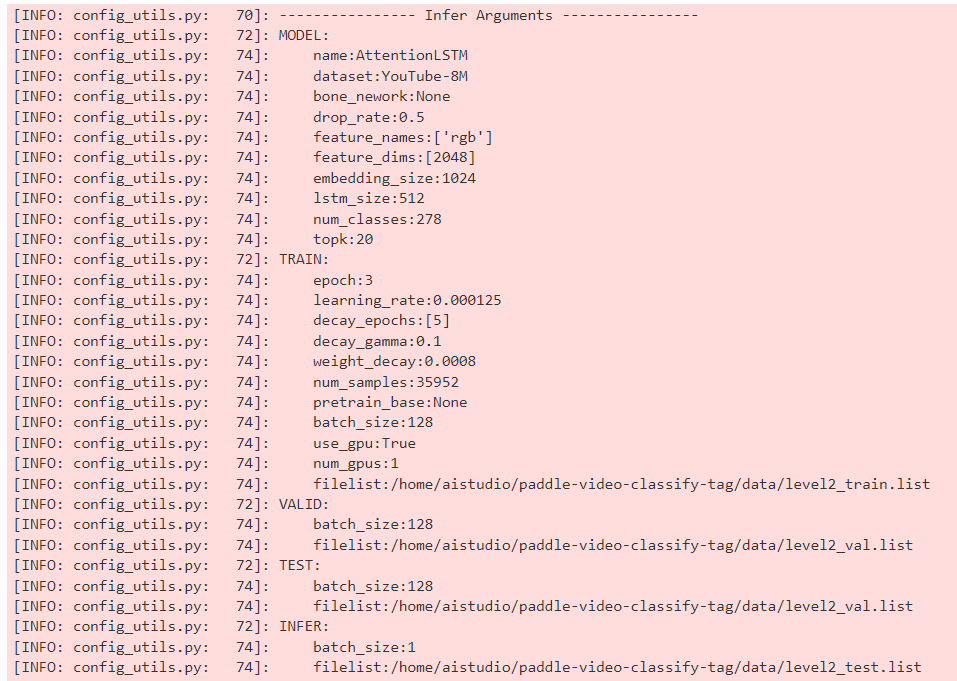 [INFO: config_utils.py:   70]: ---------------- Infer Arguments ----------------
[INFO: config_utils.py:   72]: MODEL:
[INFO: config_utils.py:   74]:     name:AttentionLSTM
[INFO: config_utils.py:   74]:     dataset:YouTube-8M
[INFO: config_utils.py:   74]:     bone_nework:None
[INFO: config_utils.py:   74]:     drop_rate:0.5
[INFO: config_utils.py:   74]:     feature_names:['rgb']
[INFO: config_utils.py:   74]:     feature_dims:[2048]
[INFO: config_utils.py:   74]:     embedding_size:1024
[INFO: config_utils.py:   74]:     lstm_size:512
[INFO: config_utils.py:   74]:     num_classes:278
[INFO: config_utils.py:   74]:     topk:20
[INFO: config_utils.py:   72]: TRAIN:
[INFO: config_utils.py:   74]:     epoch:3
[INFO: config_utils.py:   74]:     learning_rate:0.000125
[INFO: config_utils.py:   74]:     decay_epochs:[5]
[INFO: config_utils.py:   74]:     decay_gamma:0.1
[INFO: config_utils.py:   74]:     weight_decay:0.0008
[INFO: config_utils.py:   74]:     num_samples:35952
[INFO: config_utils.py:   74]:     pretrain_base:None
[INFO: config_utils.py:   74]:     batch_size:128
[INFO: config_utils.py:   74]:     use_gpu:True
[INFO: config_utils.py:   74]:     num_gpus:1
[INFO: config_utils.py:   74]:     filelist:/home/aistudio/paddle-video-classify-tag/data/level2_train.list
[INFO: config_utils.py:   72]: VALID:
[INFO: config_utils.py:   74]:     batch_size:128
[INFO: config_utils.py:   74]:     filelist:/home/aistudio/paddle-video-classify-tag/data/level2_val.list
[INFO: config_utils.py:   72]: TEST:
[INFO: config_utils.py:   74]:     batch_size:128
[INFO: config_utils.py:   74]:     filelist:/home/aistudio/paddle-video-classify-tag/data/level2_val.list
[INFO: config_utils.py:   72]: INFER:
[INFO: config_utils.py:   74]:     batch_size:1
[INFO: config_utils.py:   74]:     filelist:/home/aistudio/paddle-video-classify-tag/data/level2_test.list